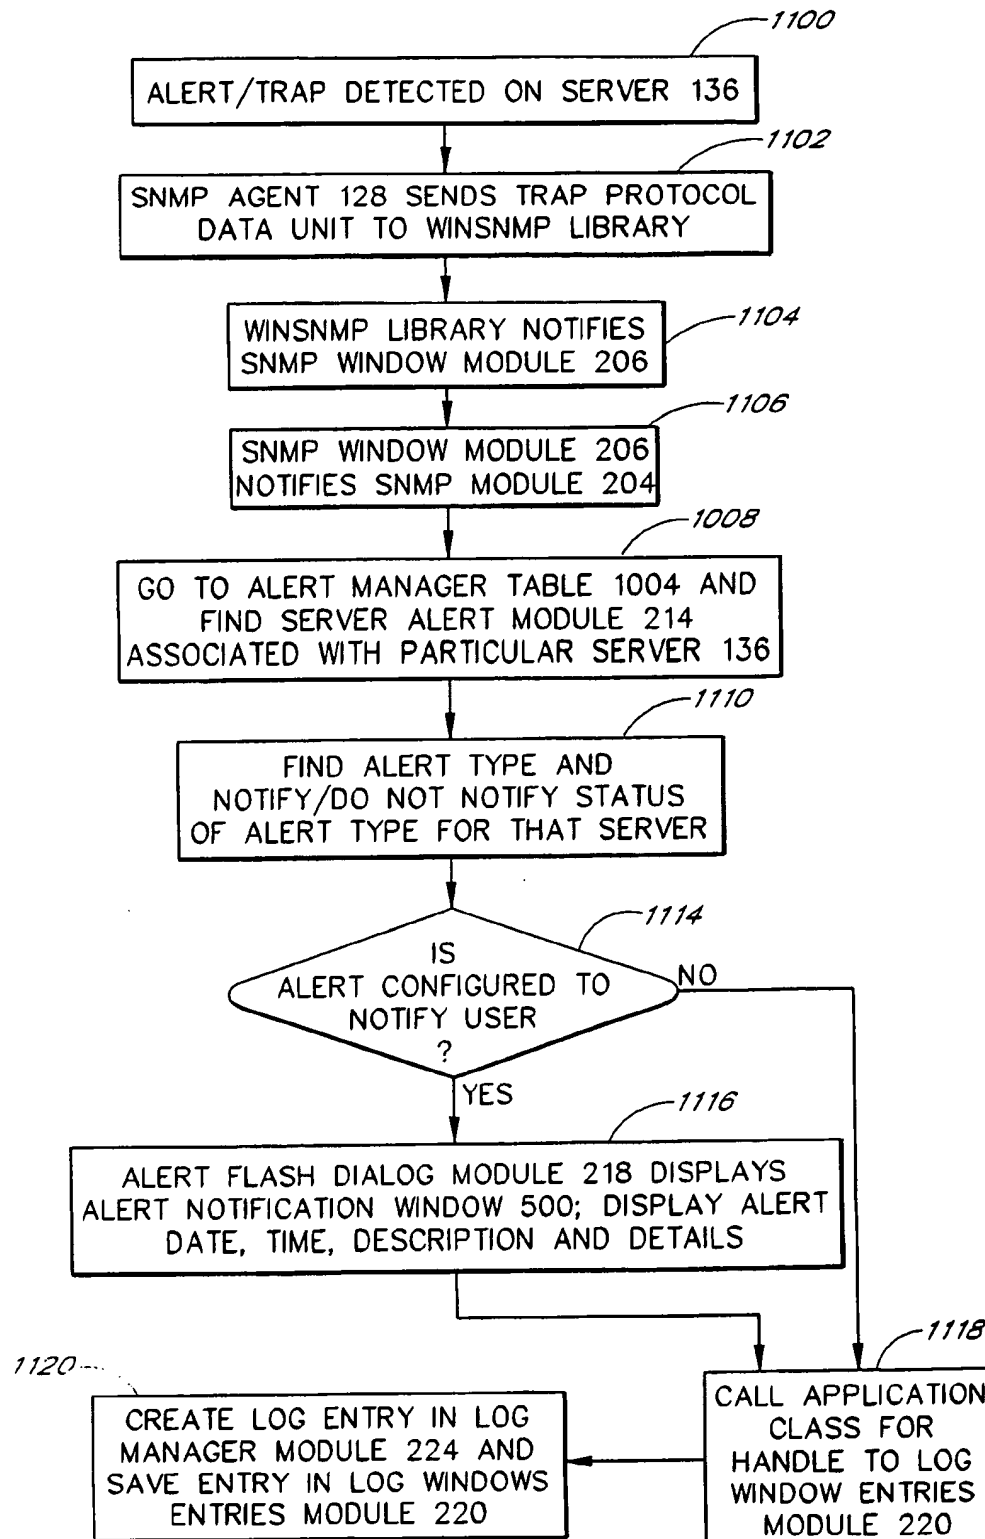 1100
ALERT/TRAP DETECTED ON SERVER 136
1102
SNMP AGENT 128 SENDS TRAP PROTOCOL
DATA UNIT TO WINSNMP LIBRARY
1104
WINSNMP LIBRARY NOTIFIES
SNMP WINDOW MODULE 206
1106
SNMP WINDOW MODULE 206
NOTIFIES SNMP MODULE 204
1008
GO TO ALERT MANAGER TABLE 1004 AND
FIND SERVER ALERT MODULE 214
ASSOCIATED WITH PARTICULAR SERVER 136
1110
FIND ALERT TYPE AND
NOTIFY/DO NOT NOTIFY STATUS
OF ALERT TYPE FOR THAT SERVER
1114
IS
ALERT CONFIGURED TO
NOTIFY USER
?
NO
YES
1116
ALERT FLASH DIALOG MODULE 218 DISPLAYS
ALERT NOTIFICATION WINDOW 500; DISPLAY ALERT
DATE, TIME, DESCRIPTION AND DETAILS
1118
CALL APPLICATION
CLASS FOR
HANDLE TO LOG
WINDOW ENTRIES
MODULE 220
1120
CREATE LOG ENTRY IN LOG
MANAGER MODULE 224 AND
SAVE ENTRY IN LOG WINDOWS
ENTRIES MODULE 220